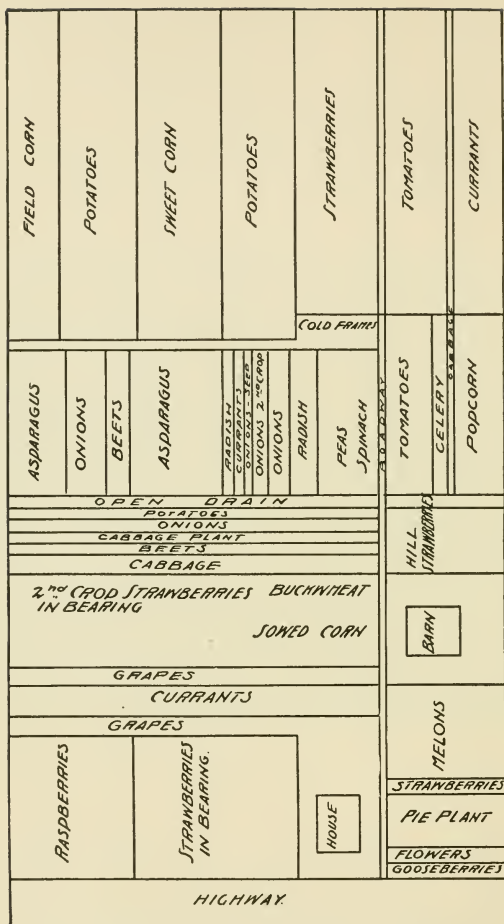 FIELD CORN
POTATOES
SWEET CORN
POTATOES
STRAWBERRIES
TOMATOES
CURRANTS
COLD FRAMES
CABBAGE
ASPARAGUS
ONIONS
BEETS
ASPARAGUS
RADISH
CURRANTS
ONIONS-SEED
ONIONS 2ND CROP
ONIONS
RADISH
PEAS
SPINACH
ROADWAY
TOMATOES
CELERY
POPCORN
OPEN DRAIN
POTATOES
ONIONS
CABBAGE PLANT
BEETS
CABBAGE
HILL
STRAWBERRIES
2nd CROP STRAWBERRIES BUCKWHEAT
IN BEARING
SOWED CORN
BARN
GRAPES
CURRANTS
GRAPES
MELONS
RASPBERRIES
STRAWBERRIES
IN BEARING.
HOUSE
STRAWBERRIES
PIE PLANT
FLOWERS
GOOSEBERRIES
HIGHWAY.